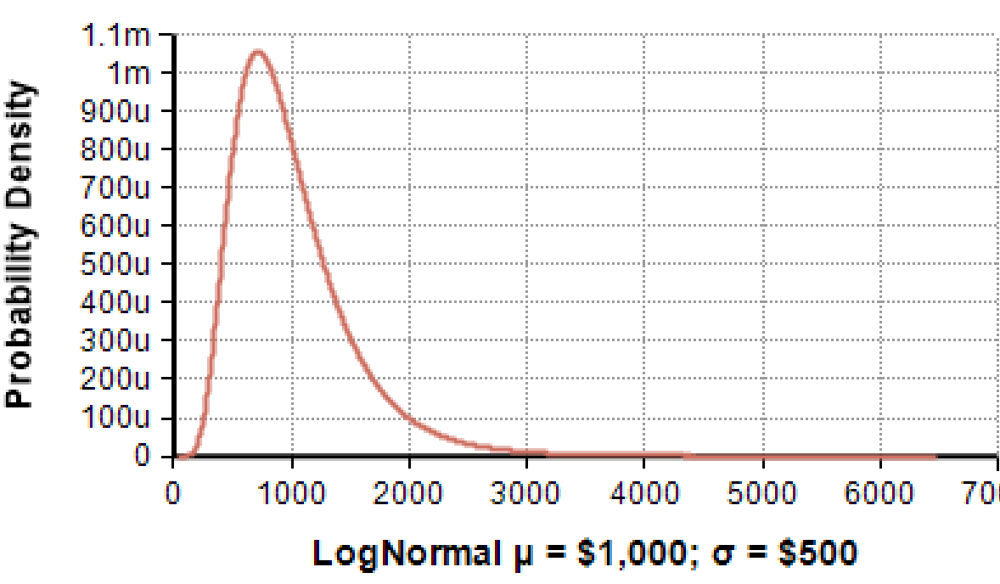 Probability Density
1.1m
1m
900u
800u
700u
600u
500u
400u
300u
200u
100u
0
0 1000 2000 3000 4000 5000 6000
LogNormal μ = $1,000; σ = $500